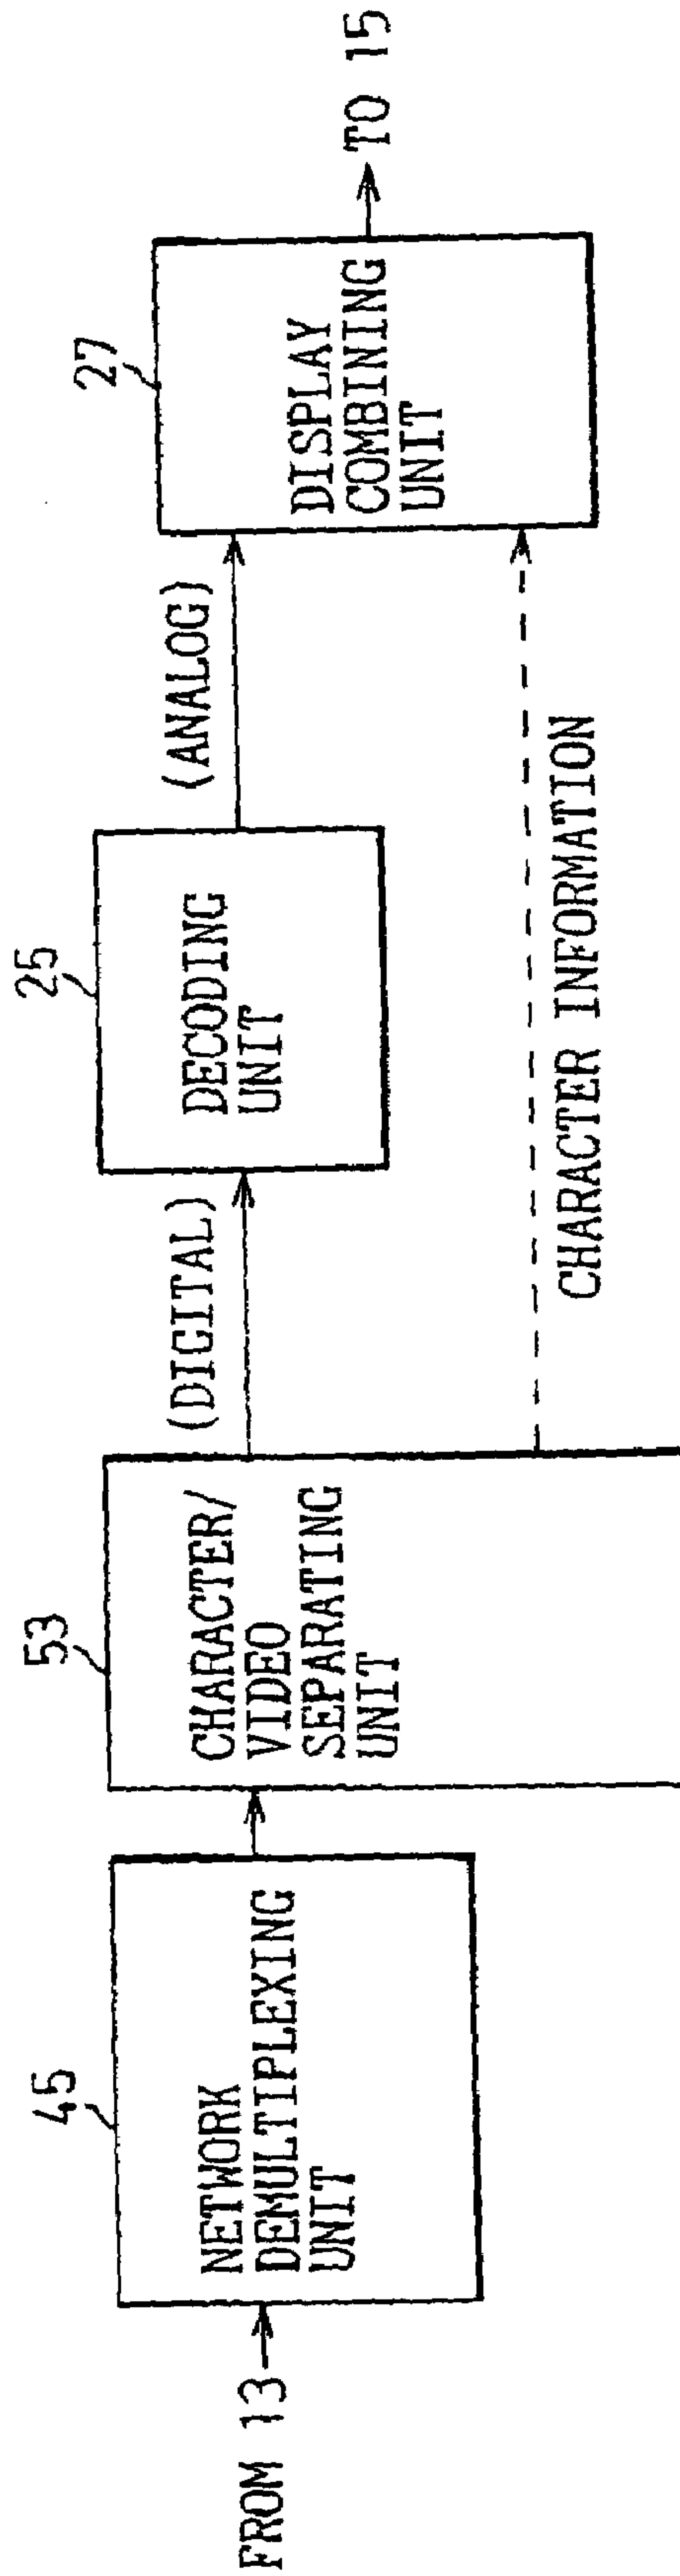 FROM 13
45
NETWORK
DEMULTIPLEXING
UNIT
53
CHARACTER/
VIDEO
SEPARATING
UNIT
(DIGITAL)
25
DECODING
UNIT
(ANALOG)
CHARACTER INFORMATION
27
DISPLAY
COMBINING
UNIT
TO 15